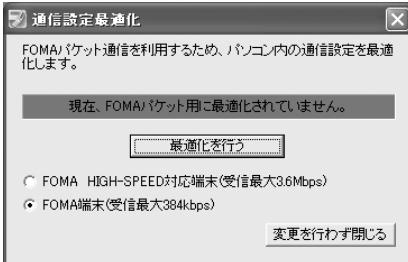 通信設定最適化
FOMAパケット通信を利用するため、パソコン内の通信設定を最適
化します。
現在、FOMAパケット用に最適化されていません。
最適化を行う
FOMA HIGH-SPEED対応端末(受信最大3.6Mbps)
FOMA端末(受信最大384kbps)
変更を行わず閉じる